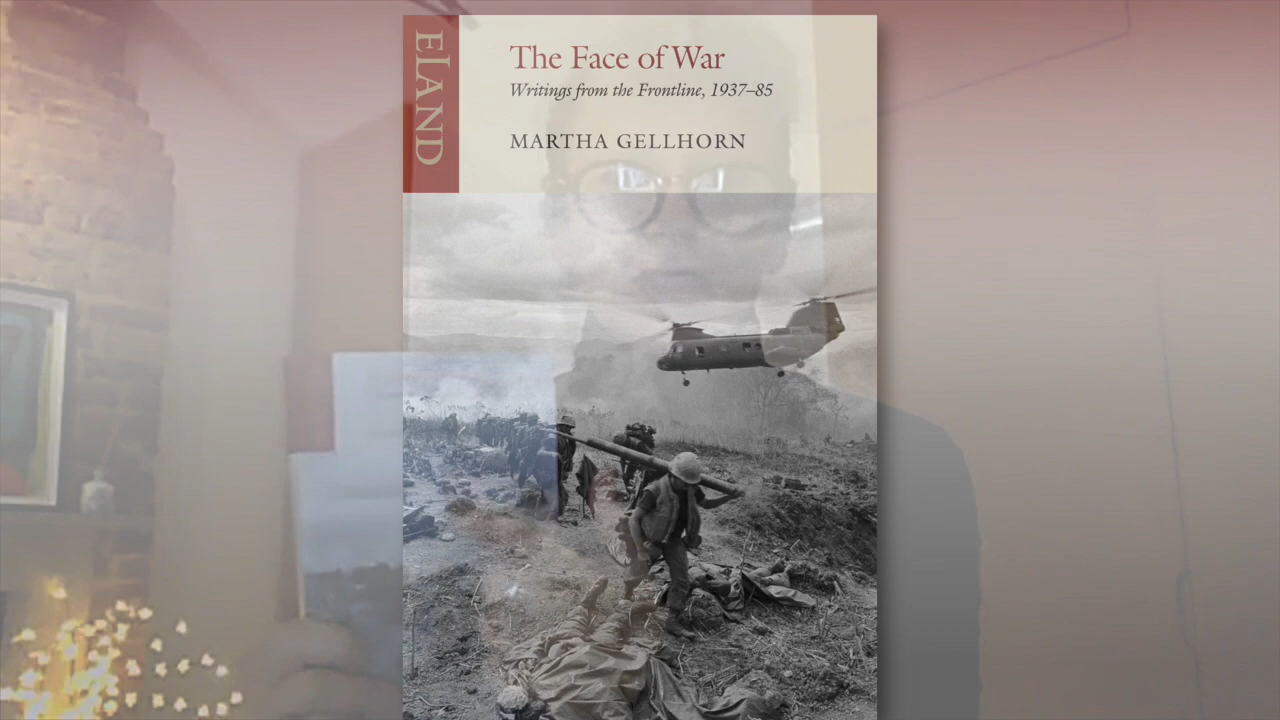 ELAND
The Face of War
Writings from the Frontline, 1937–85
MARTHA GELLHORN